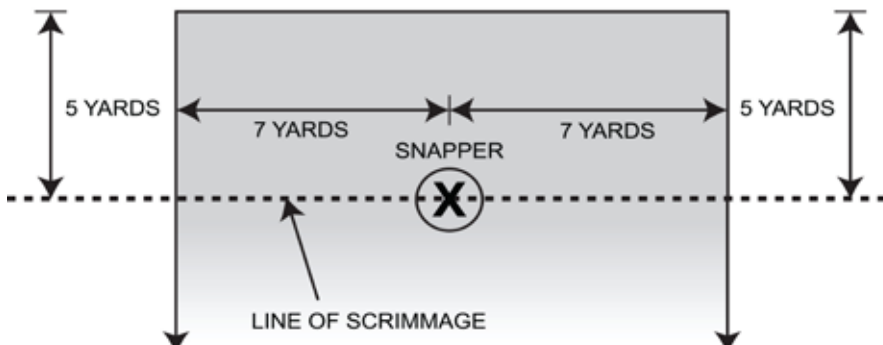 5 YARDS
5 YARDS
7 YARDS
7 YARDS
SNAPPER
X
LINE OF SCRIMMAGE